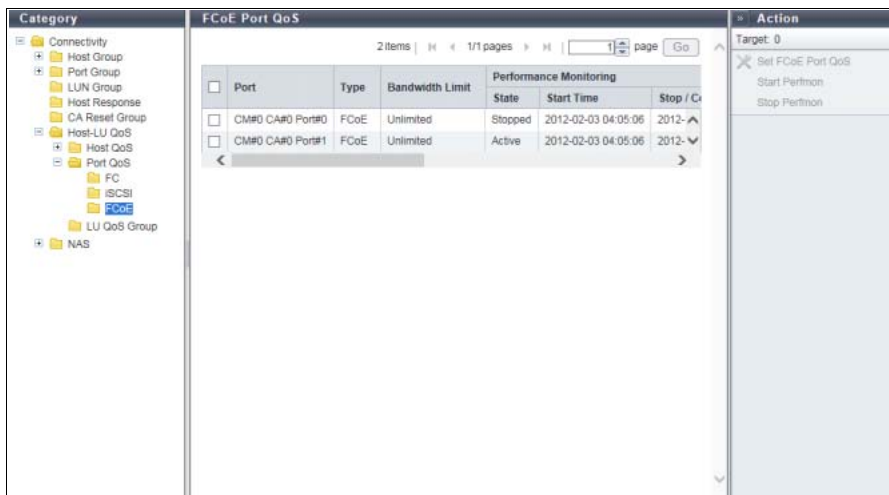 Category
Connectivity
Host Group
Port Group
LUN Group
Host Response
CA Reset Group
Host-LU QoS
Host QoS
Port QoS
FC
iSCSI
FCoE
LU QoS Group
NAS
FCoE Port QoS
2 items | 1/1 pages | 1 page Go
Port Type Bandwidth Limit Performance Monitoring
State Start Time Stop /
CM#0 CA#0 Port#0 FCoE Unlimited Stopped 2012-02-03 04:05:06 2012-
CM#0 CA#0 Port#1 FCoE Unlimited Active 2012-02-03 04:05:06 2012-
» Action
Target: 0
Set FCoE Port QoS
Start Perfmon
Stop Perfmon